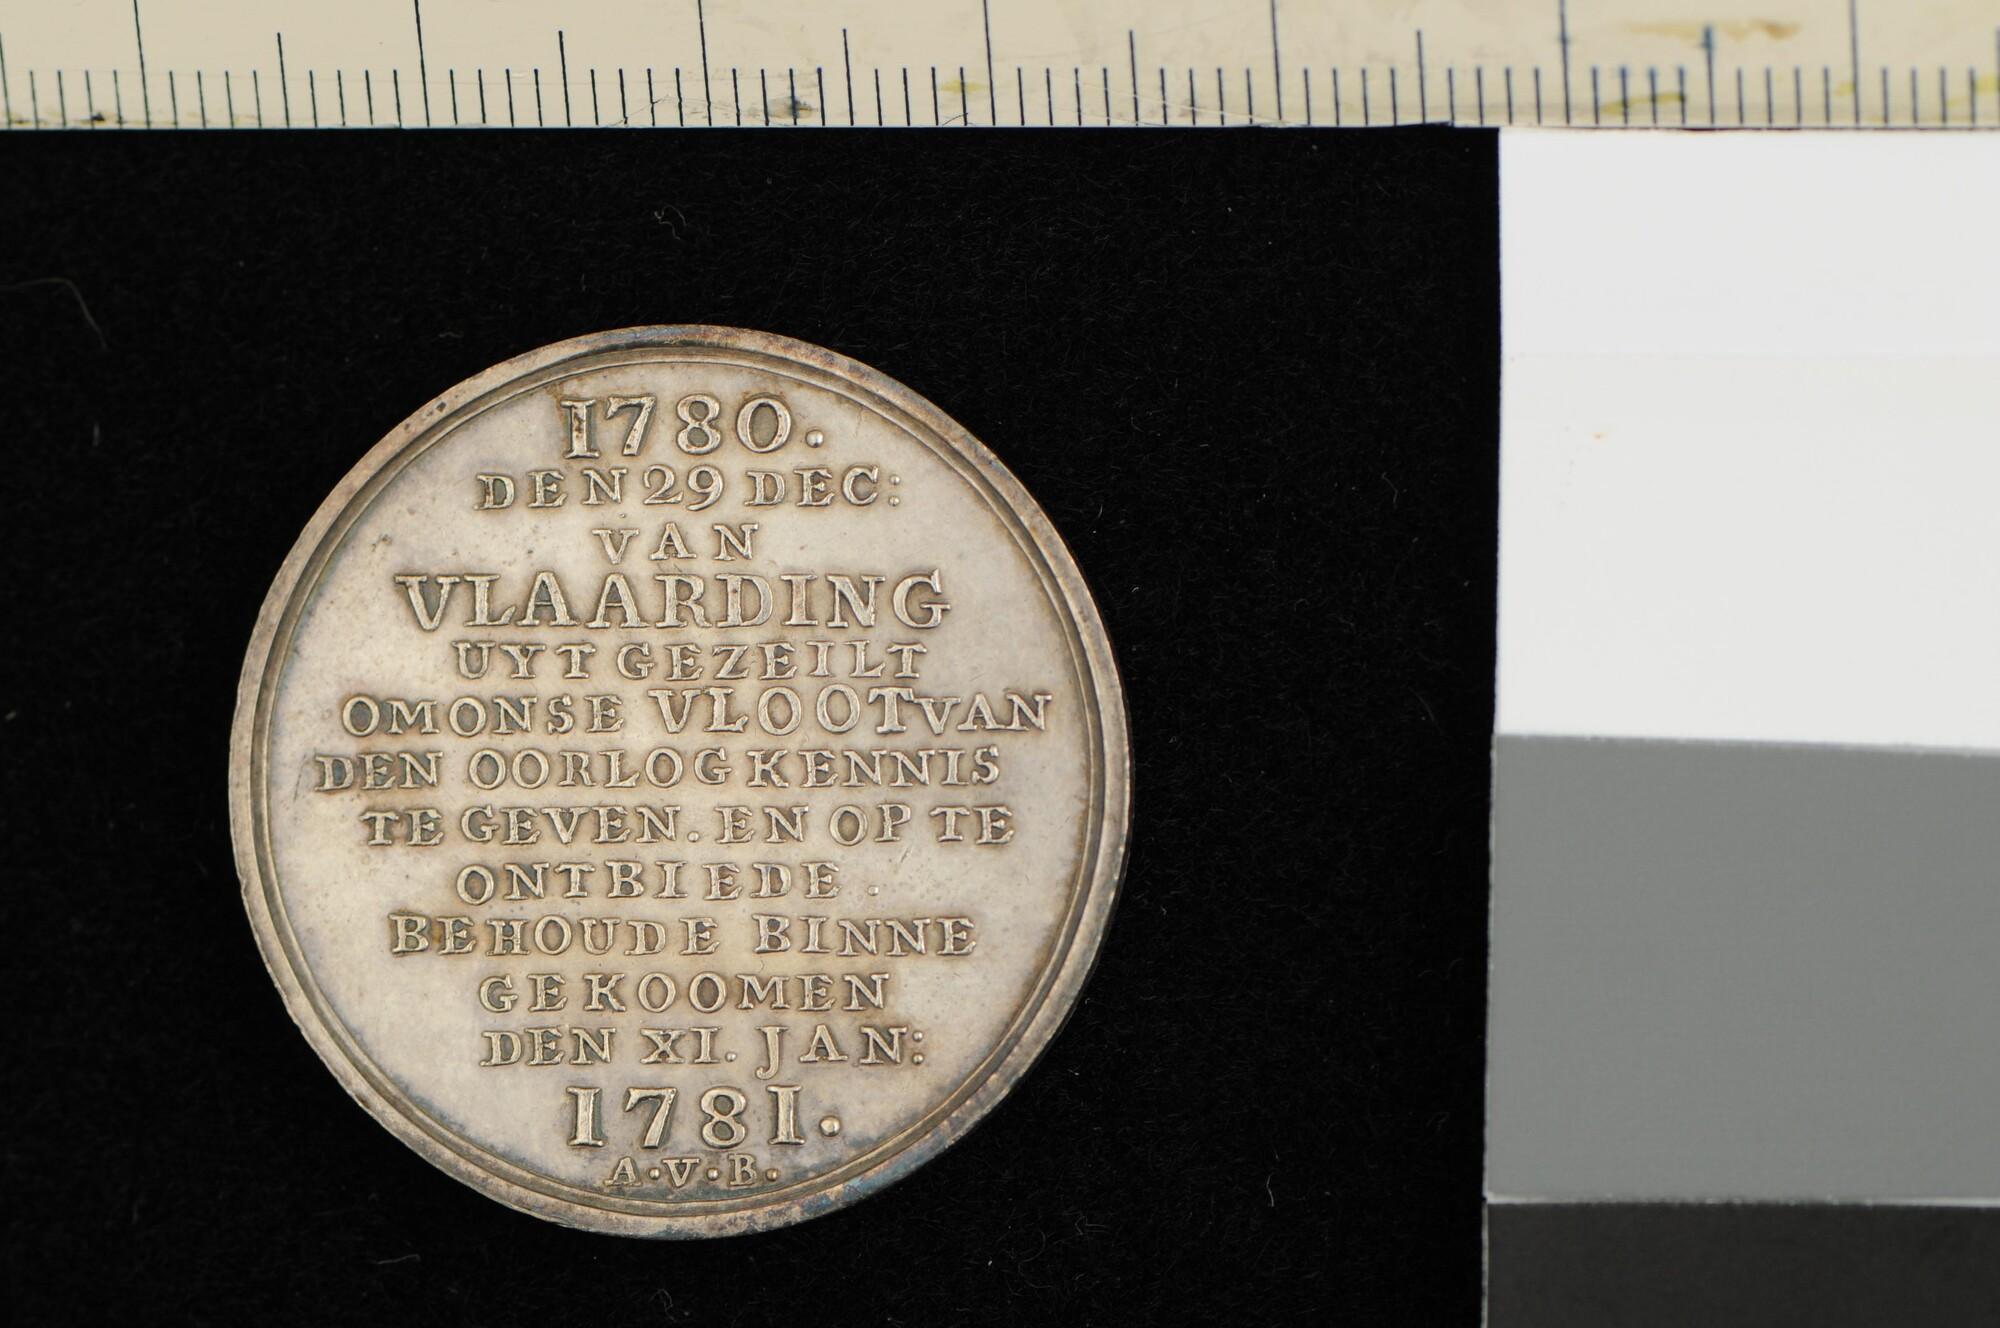 1780.
DEN 29 DEC:
VAN
VLAARDING
UYT GEZEILT
OM ONSE VLOOT VAN
DEN OORLOG KENNIS
TE GEVEN. EN OP TE
ONTBIEDE.
BEHOUDE BINNE
GEKOOMEN
DEN XI. JAN:
1781.
A·V·B·